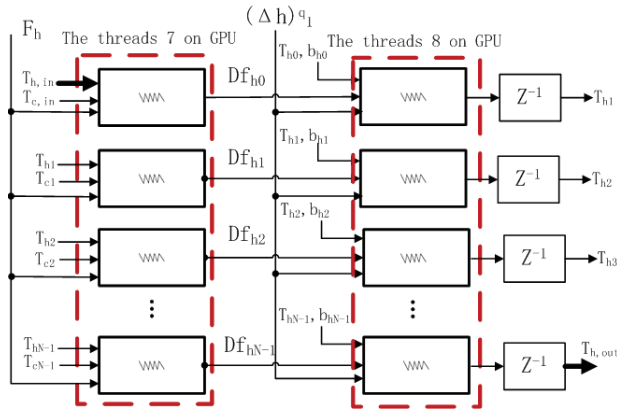 F_h
(Δh)^q_1
The threads 7 on GPU
The threads 8 on GPU
T_h,in
T_c,in
Df_h0
T_h0, b_h0
Z^-1
T_h1
T_h1
T_c1
Df_h1
T_h1, b_h1
Z^-1
T_h2
T_h2
T_c2
Df_h2
T_h2, b_h2
Z^-1
T_h3
...
...
T_hN-1
T_cN-1
Df_hN-1
T_hN-1, b_hN-1
Z^-1
T_h,out